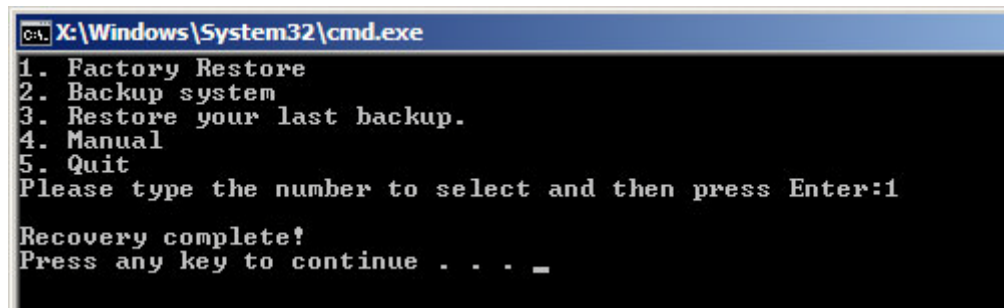 X:\Windows\System32\cmd.exe
1. Factory Restore
2. Backup system
3. Restore your last backup.
4. Manual
5. Quit
Please type the number to select and then press Enter:1
Recovery complete!
Press any key to continue . . . _